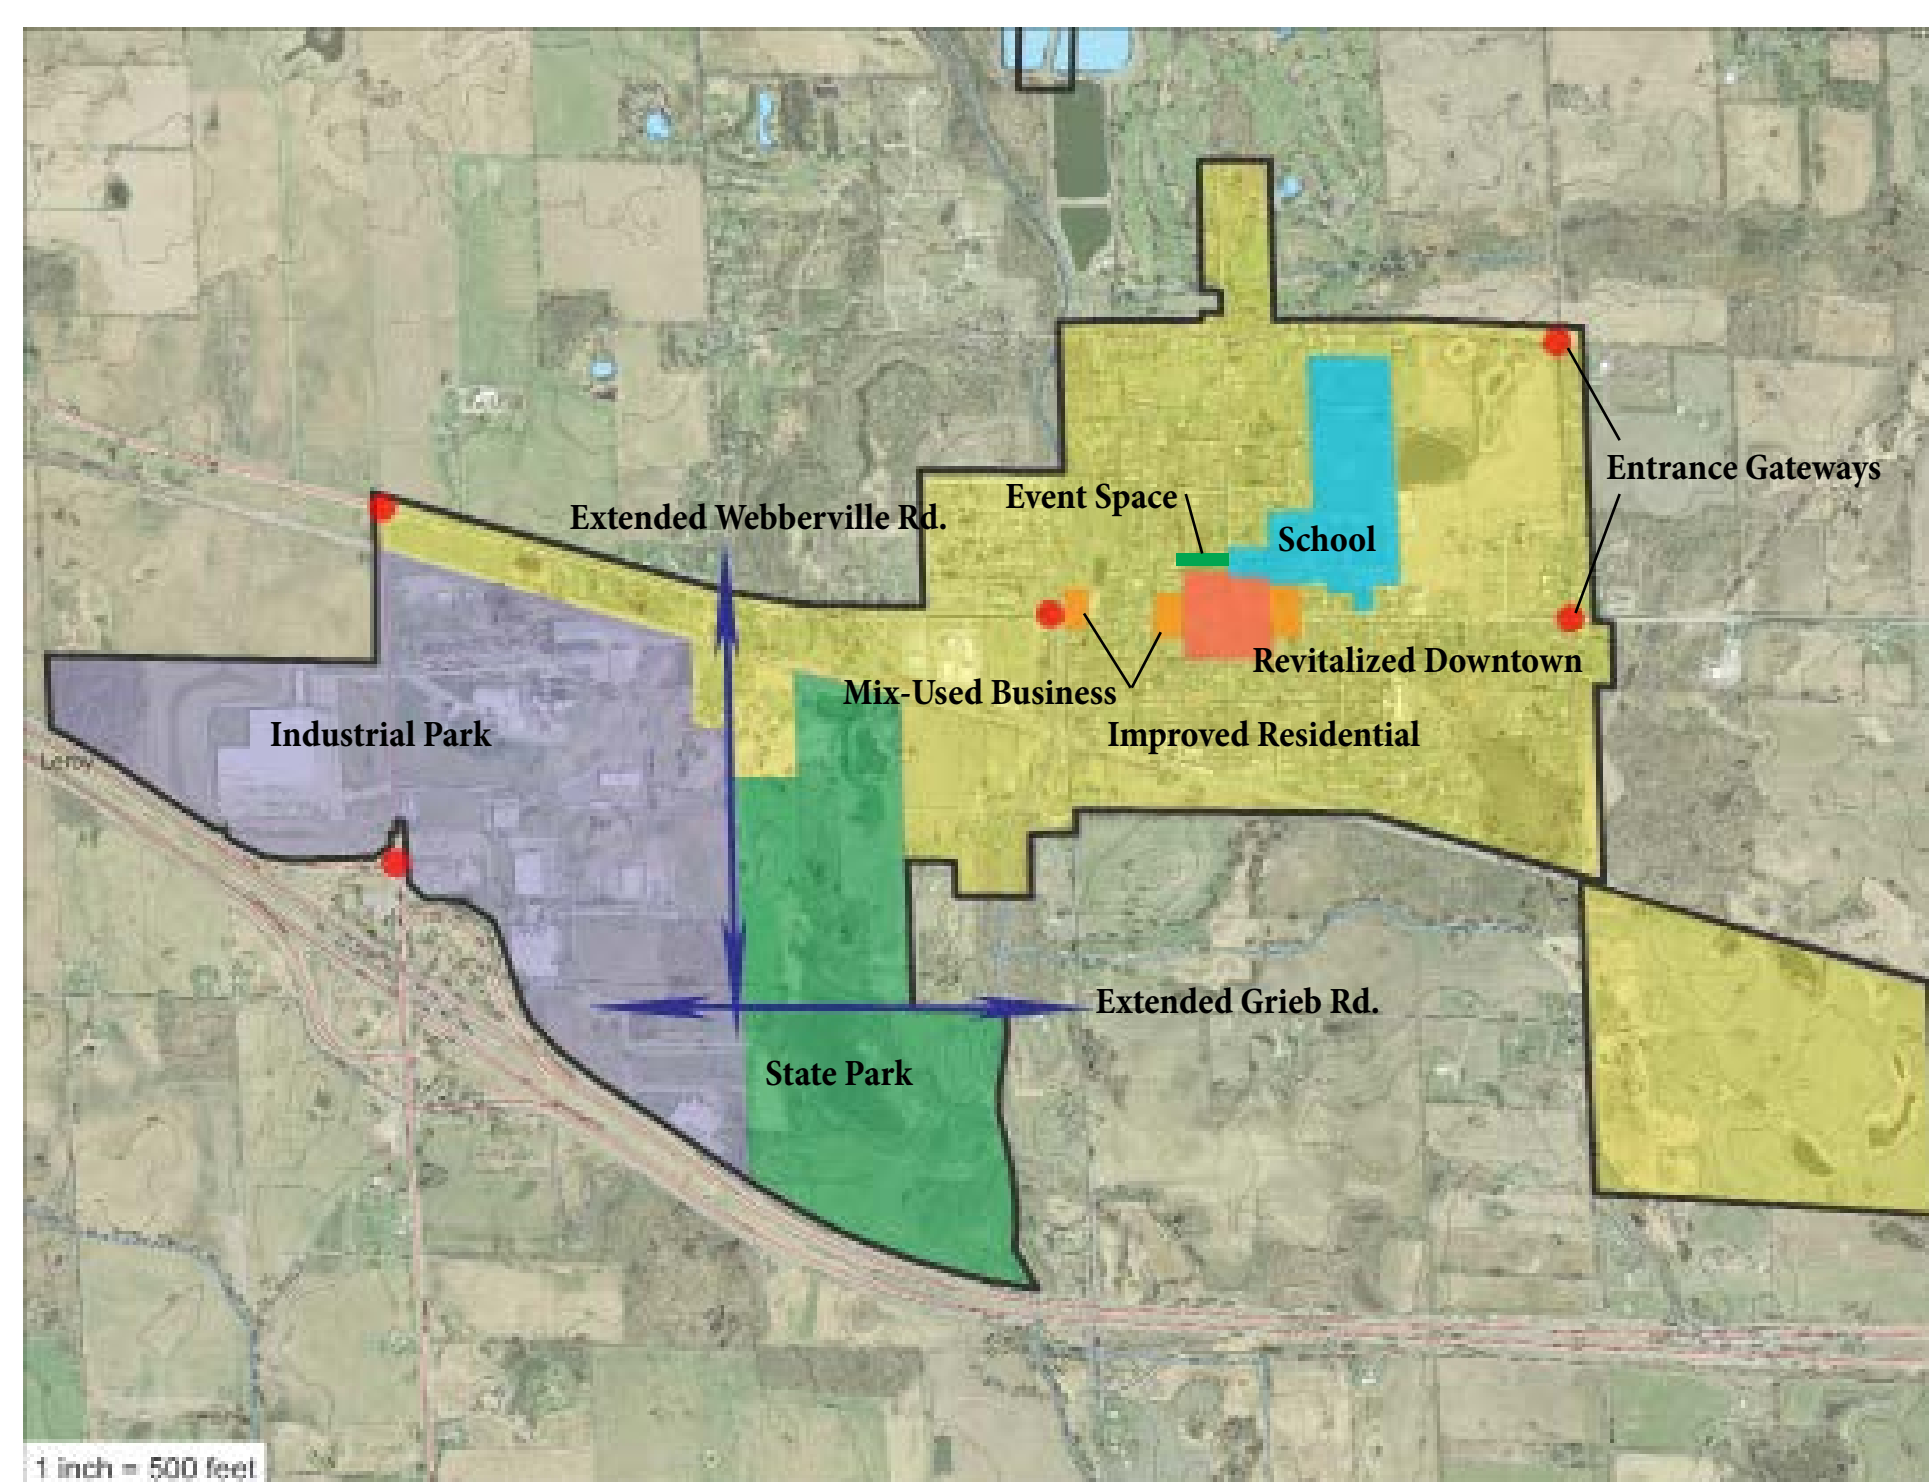 Entrance Gateways
Event Space
Extended Webberville Rd.
School
Revitalized Downtown
Mix-Used Business
Industrial Park
Improved Residential
Leroy
Extended Grieb Rd.
State Park
1 inch = 500 feet